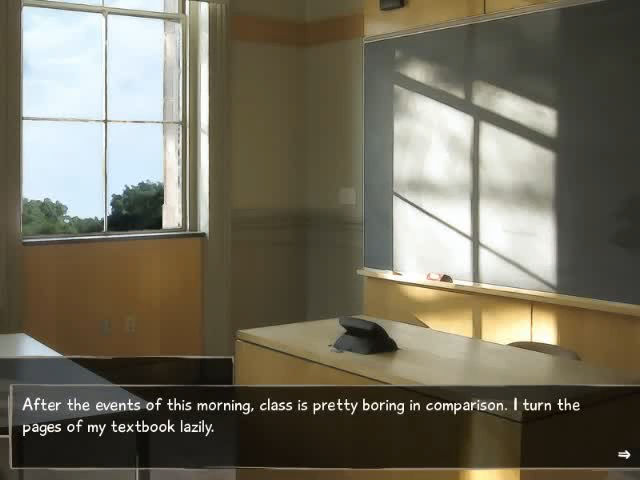 After the events of this morning, class is pretty boring in comparison. I turn the
pages of my textbook lazily.